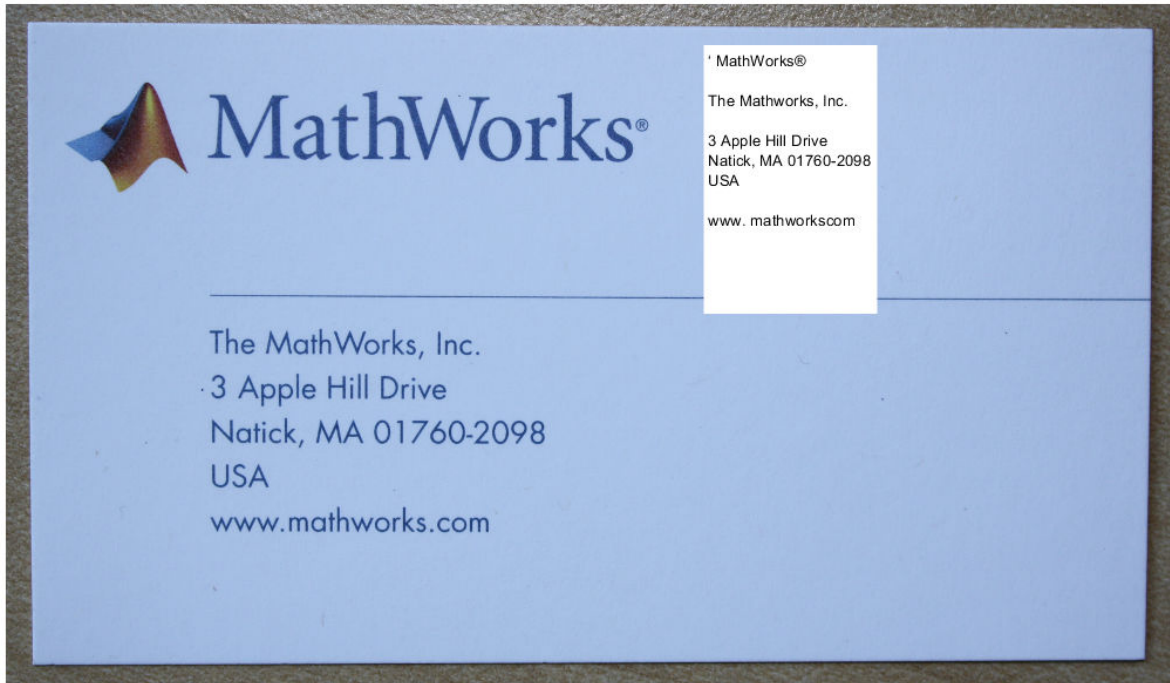 MathWorks®
The MathWorks, Inc.
3 Apple Hill Drive
Natick, MA 01760-2098
USA
www.mathworks.com
' MathWorks®
The Mathworks, Inc.
3 Apple Hill Drive
Natick, MA 01760-2098
USA
www. mathworkscom